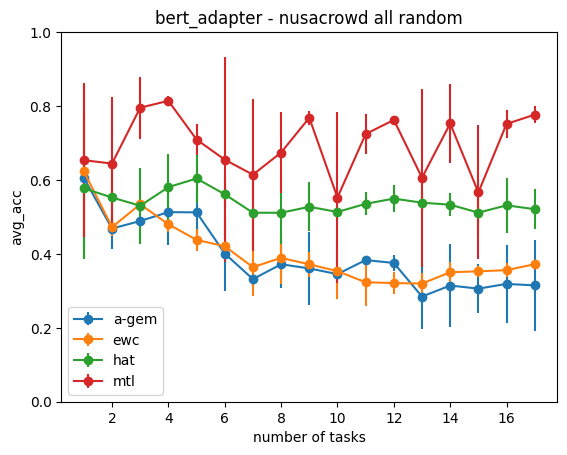 bert_adapter - nusacrowd all random
1.0
0.8
0.6
0.4
0.2
0.0
avg_acc
a-gem
ewc
hat
mtl
2 4 6 8 10 12 14 16
number of tasks